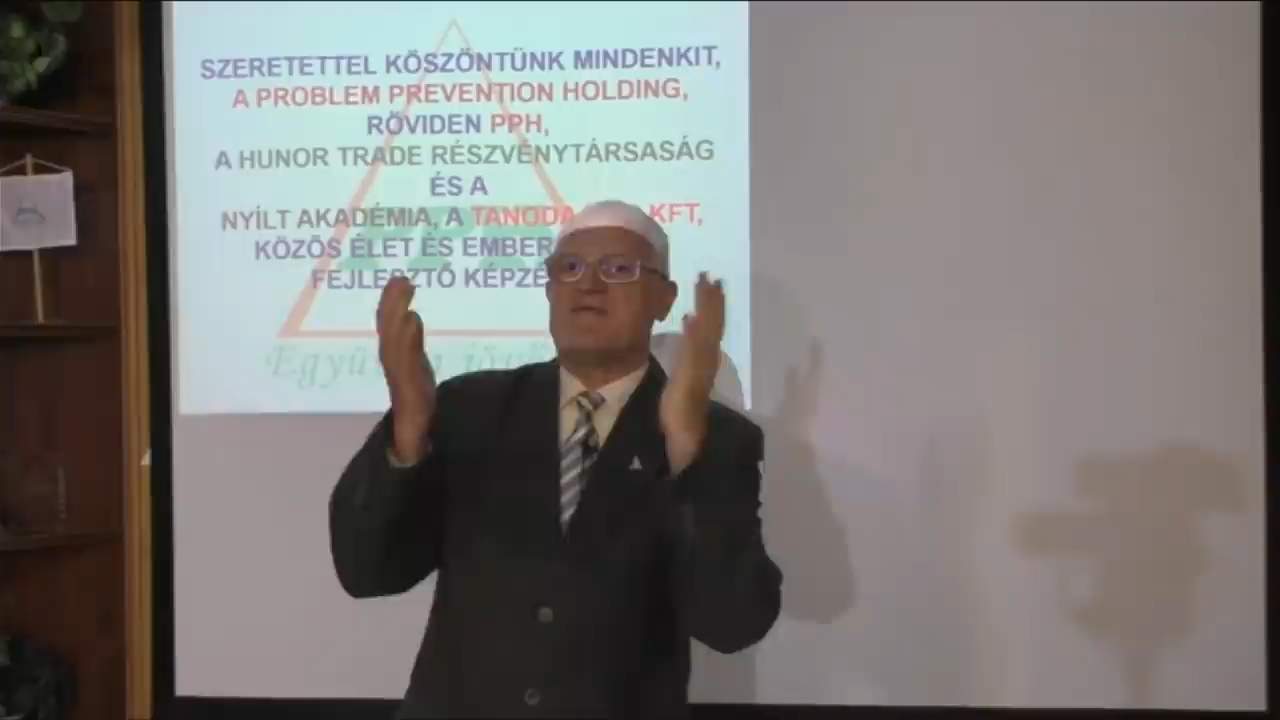 SZERETETTEL KÖSZÖNTÜNK MINDENKIT,
A PROBLEM PREVENTION HOLDING,
RÖVIDEN PPH,
A HUNOR TRADE RÉSZVÉNYTÁRSASÁG
ÉS A
NYÍLT AKADÉMIA, A TANODA KFT,
KÖZÖS ÉLET ÉS EMBER
FEJLESZTŐ KÉPZÉ